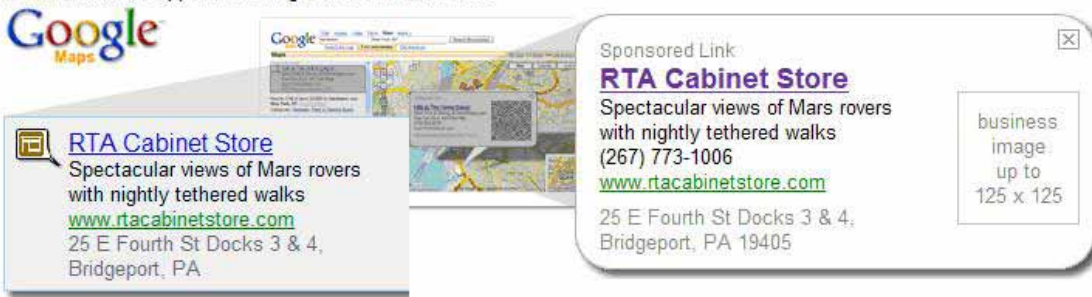 Google
Maps
RTA Cabinet Store
Spectacular views of Mars rovers
with nightly tethered walks
www.rtacabinetstore.com
25 E Fourth St Docks 3 & 4,
Bridgeport, PA
Google
Maps
Sponsored Link
RTA Cabinet Store
Spectacular views of Mars rovers
with nightly tethered walks
(267) 773-1006
www.rtacabinetstore.com
25 E Fourth St Docks 3 & 4,
Bridgeport, PA 19405
business
image
up to
125 x 125